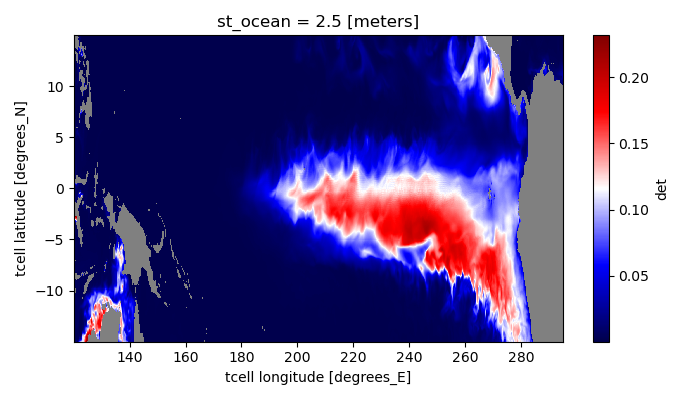 st_ocean = 2.5 [meters]
10
5
0
−5
−10
tcell latitude [degrees_N]
140 160 180 200 220 240 260 280
tcell longitude [degrees_E]
0.20
0.15
0.10
0.05
det